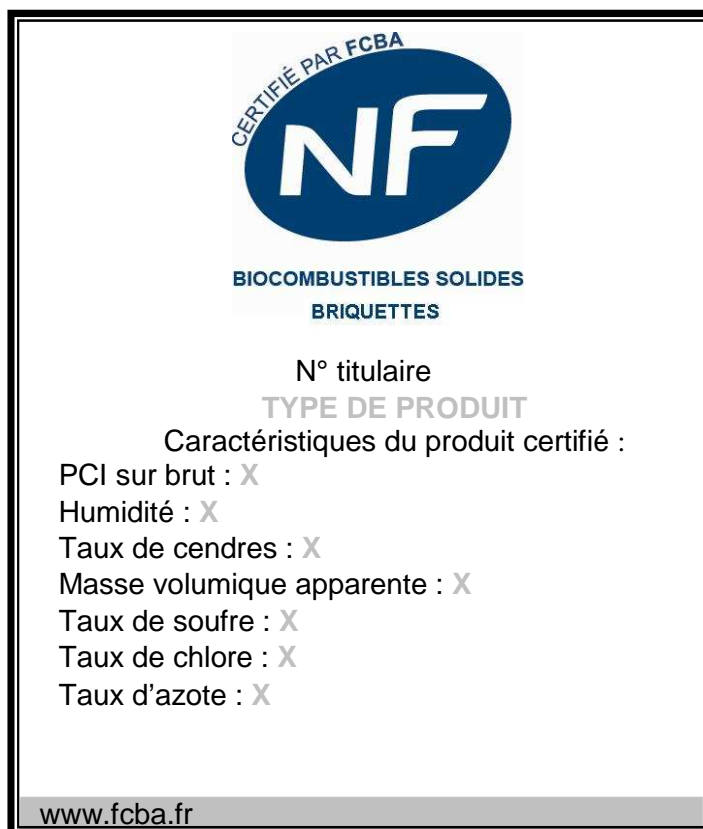 CERTIFIÉ PAR FCBA
NF
BIOCOMBUSTIBLES SOLIDES
BRIQUETTES
N° titulaire
TYPE DE PRODUIT
Caractéristiques du produit certifié :
PCI sur brut : X
Humidité : X
Taux de cendres : X
Masse volumique apparente : X
Taux de soufre : X
Taux de chlore : X
Taux d’azote : X
www.fcba.fr